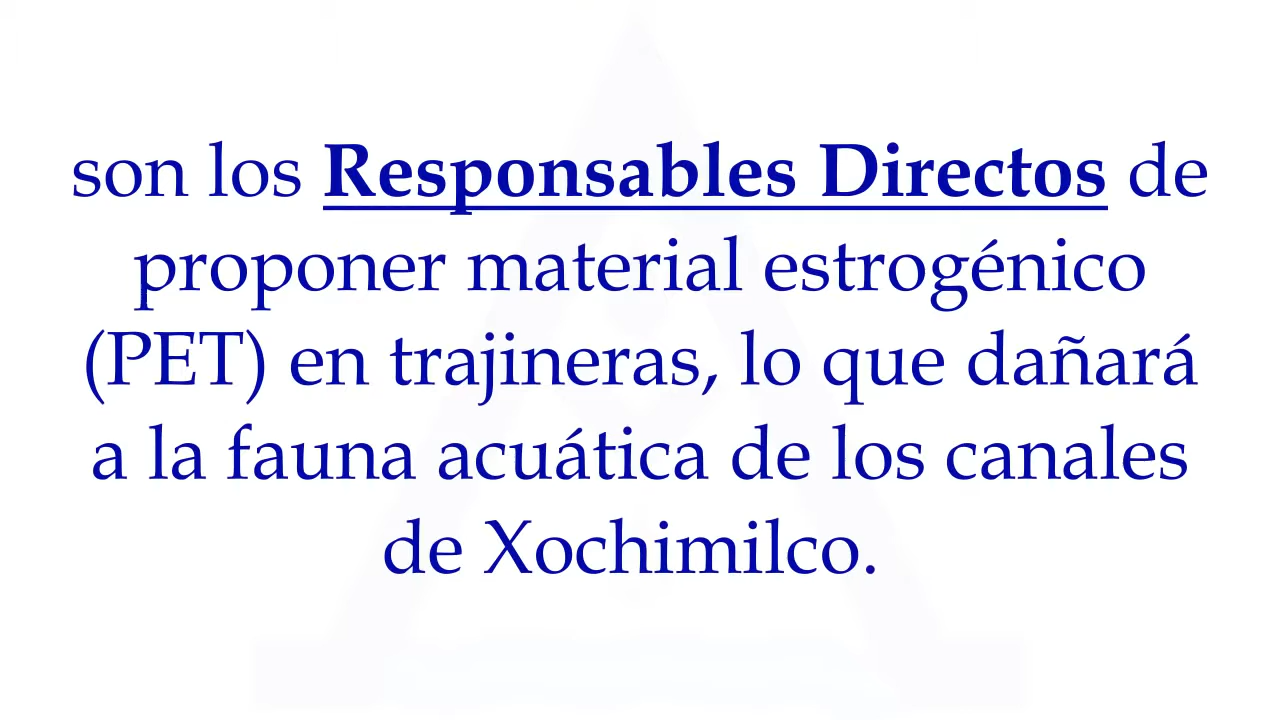 son los Responsables Directos de
proponer material estrogénico
(PET) en trajineras, lo que dañará
a la fauna acuática de los canales
de Xochimilco.